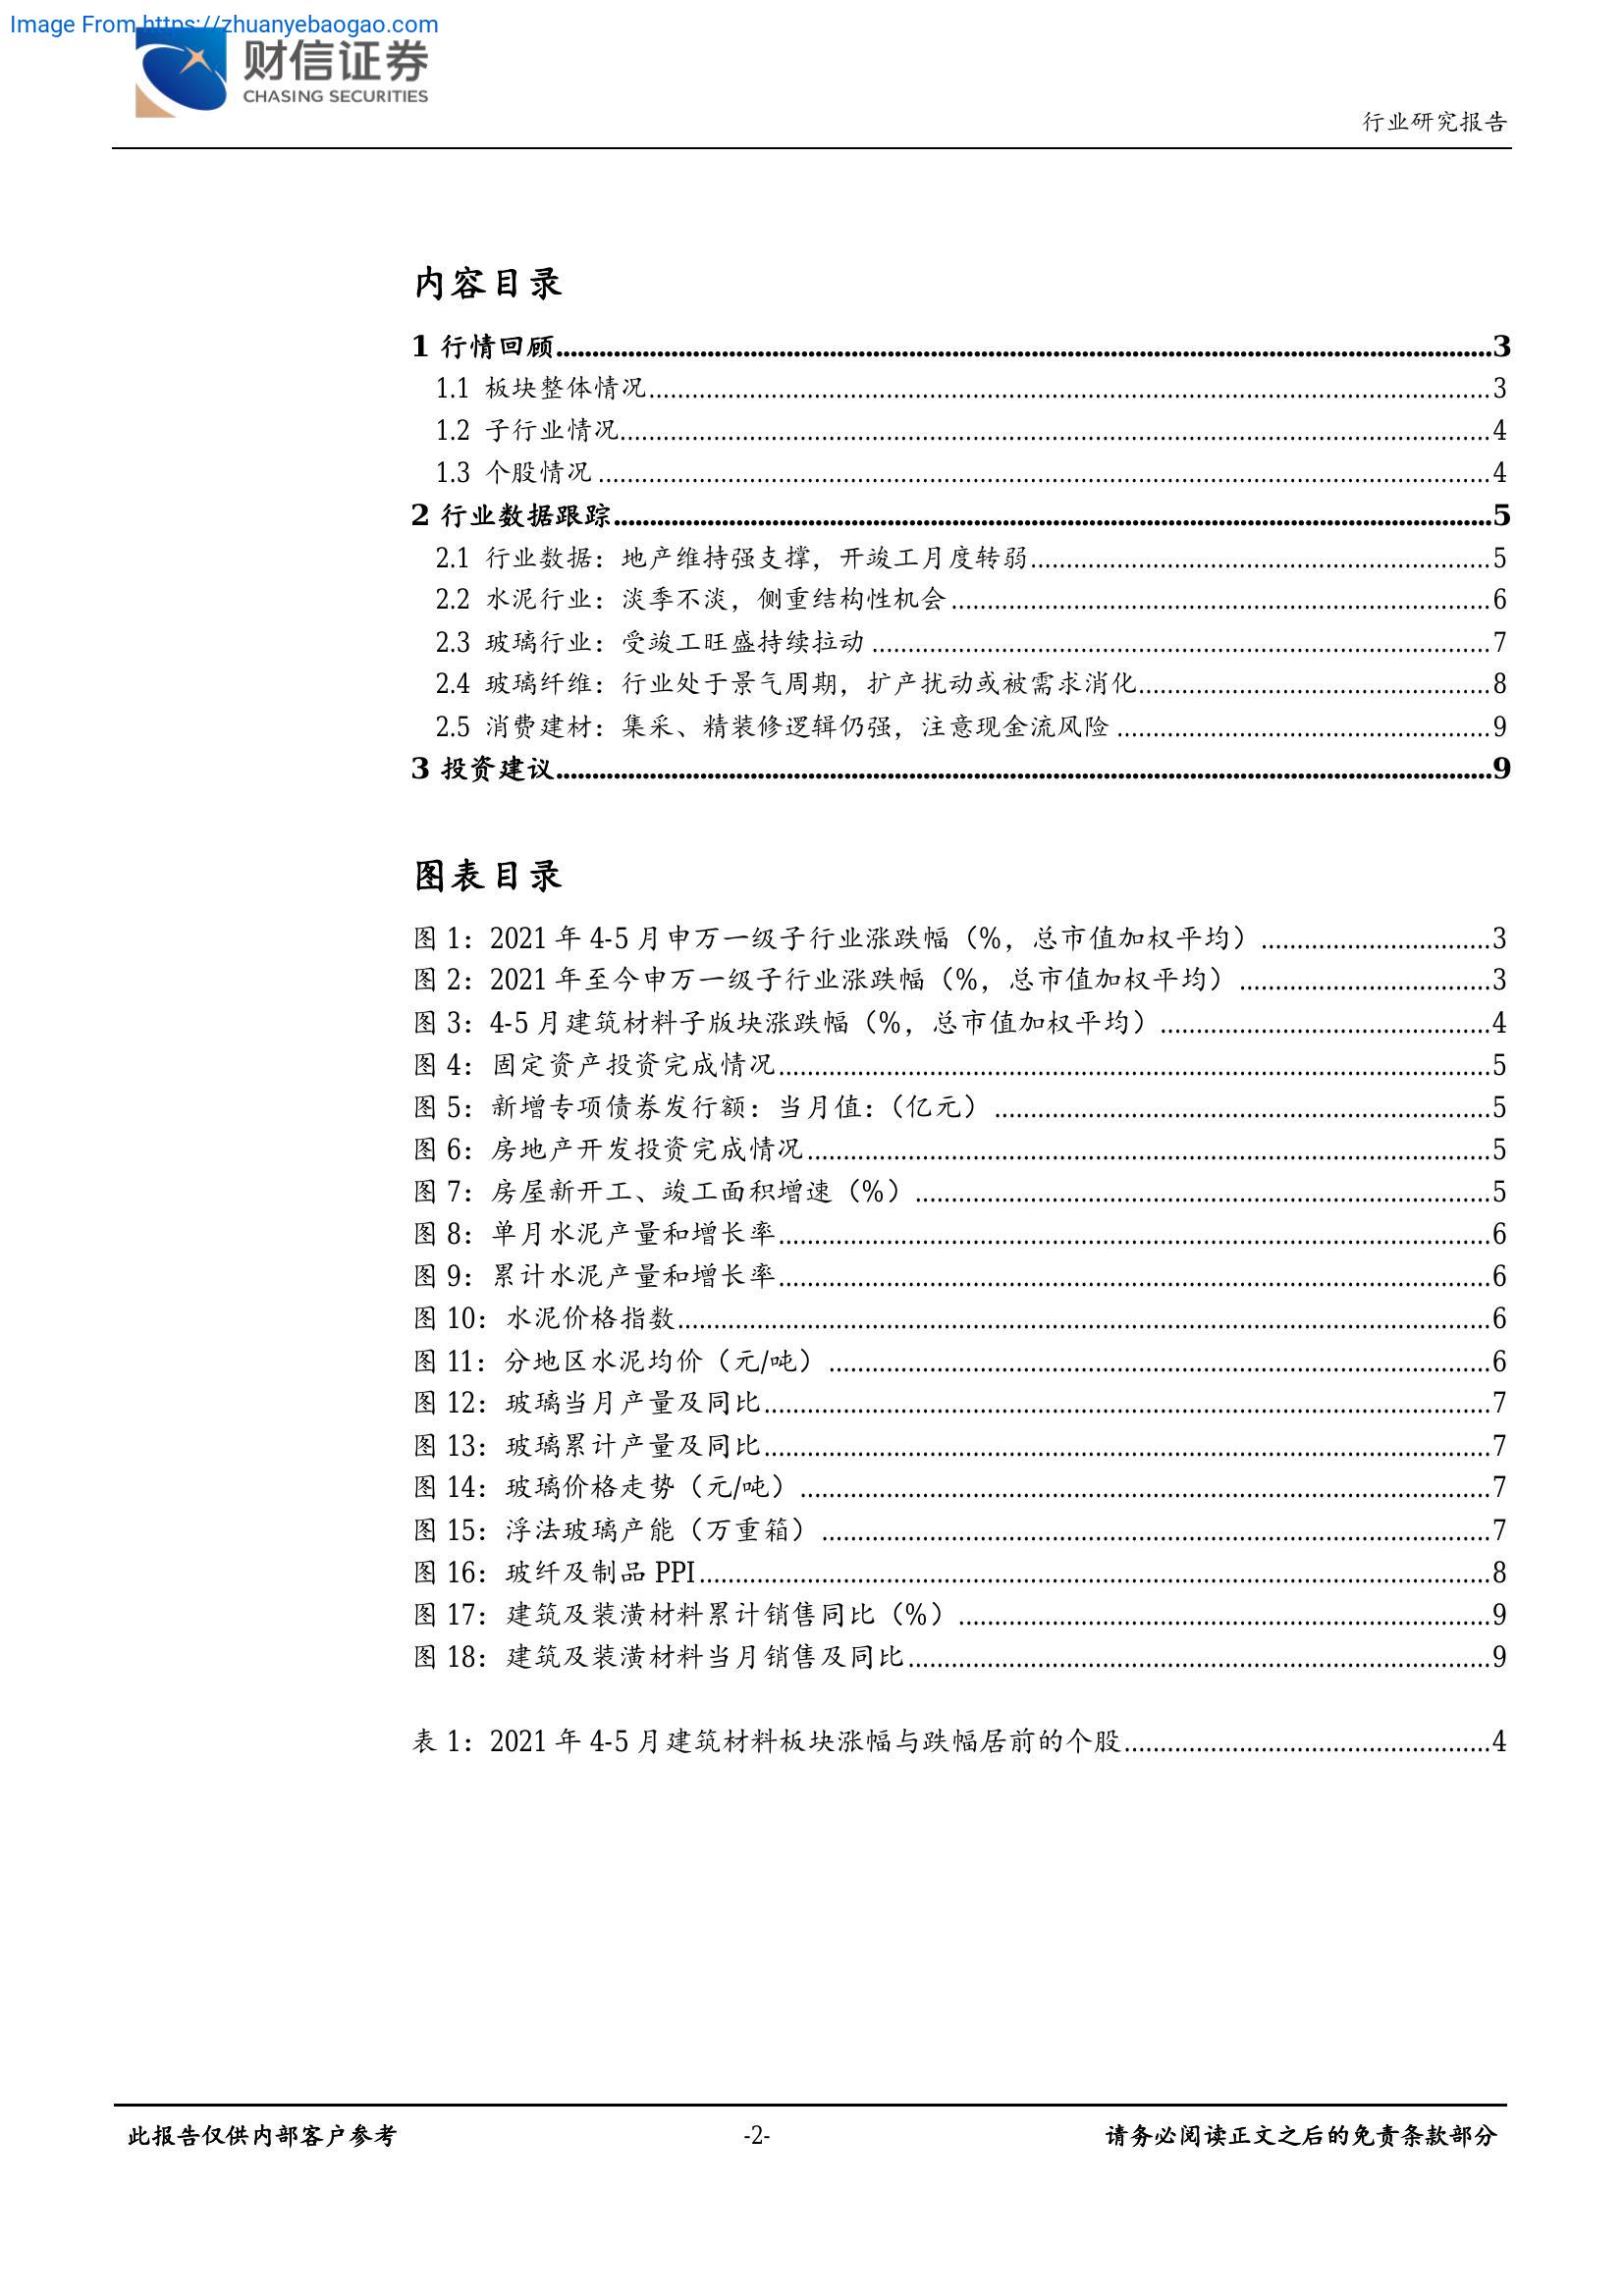 Image From https://zhuanyebaogao.com
财信证券
CHASING SECURITIES
行业研究报告
内容目录
1 行情回顾 3
1.1 板块整体情况 3
1.2 子行业情况 4
1.3 个股情况 4
2 行业数据跟踪 5
2.1 行业数据：地产维持强支撑，开竣工月度转弱 5
2.2 水泥行业：淡季不淡，侧重结构性机会 6
2.3 玻璃行业：受竣工旺盛持续拉动 7
2.4 玻璃纤维：行业处于景气周期，扩产扰动或被需求消化 8
2.5 消费建材：集采、精装修逻辑仍强，注意现金流风险 9
3 投资建议 9
图表目录
图 1：2021 年 4-5 月申万一级子行业涨跌幅（%，总市值加权平均） 3
图 2：2021 年至今申万一级子行业涨跌幅（%，总市值加权平均） 3
图 3：4-5 月建筑材料子版块涨跌幅（%，总市值加权平均） 4
图 4：固定资产投资完成情况 5
图 5：新增专项债券发行额：当月值：（亿元） 5
图 6：房地产开发投资完成情况 5
图 7：房屋新开工、竣工面积增速（%） 5
图 8：单月水泥产量和增长率 6
图 9：累计水泥产量和增长率 6
图 10：水泥价格指数 6
图 11：分地区水泥均价（元/吨） 6
图 12：玻璃当月产量及同比 7
图 13：玻璃累计产量及同比 7
图 14：玻璃价格走势（元/吨） 7
图 15：浮法玻璃产能（万重箱） 7
图 16：玻纤及制品 PPI 8
图 17：建筑及装潢材料累计销售同比（%） 9
图 18：建筑及装潢材料当月销售及同比 9
表 1：2021 年 4-5 月建筑材料板块涨幅与跌幅居前的个股 4
此报告仅供内部客户参考 -2- 请务必阅读正文之后的免责条款部分